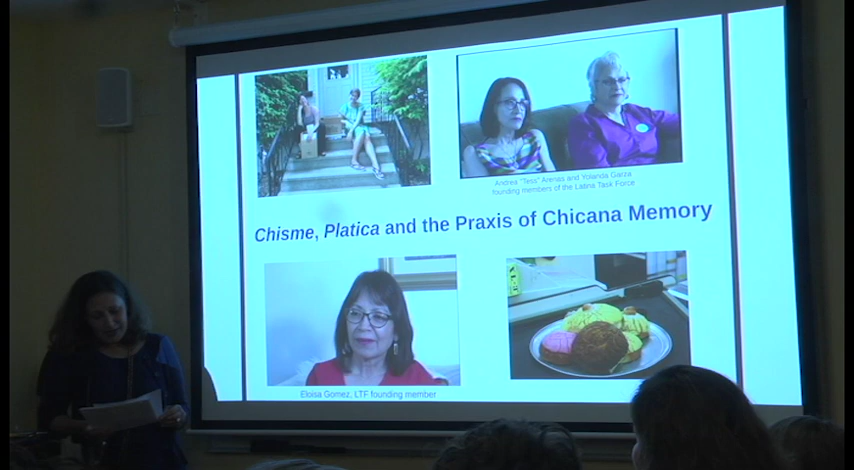 Andrea "Tess" Arenas and Yolanda Garza
founding members of the Latina Task Force
Chisme, Platica and the Praxis of Chicana Memory
Eloisa Gomez, LTF founding member